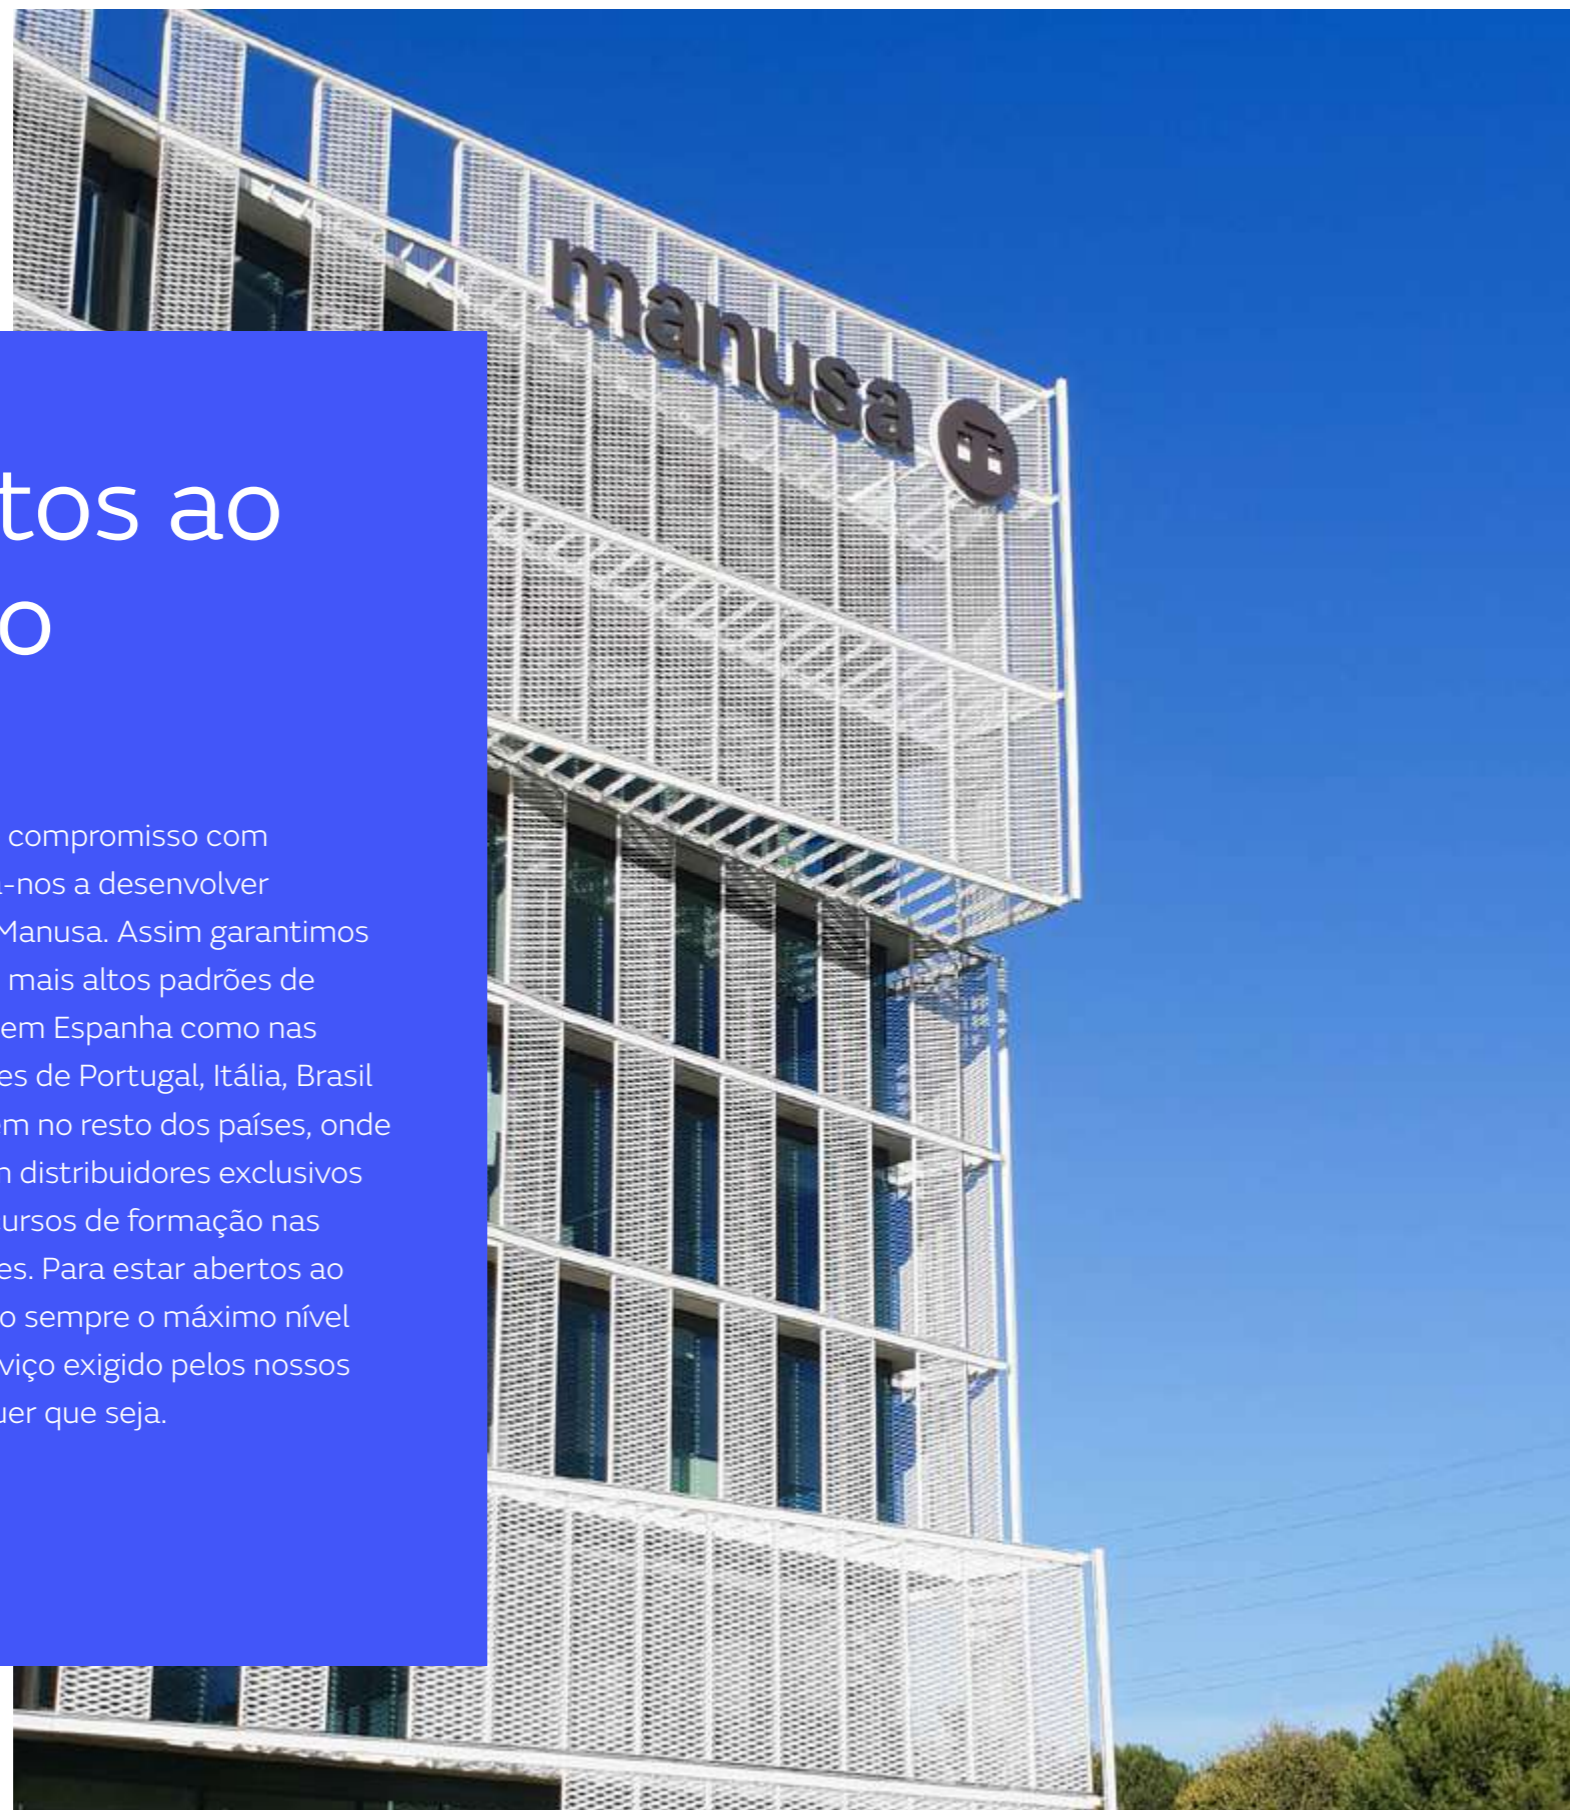 manusa
tos ao
o
compromisso com
-nos a desenvolver
Manusa. Assim garantimos
mais altos padrões de
em Espanha como nas
es de Portugal, Itália, Brasil
em no resto dos países, onde
distribuidores exclusivos
ursos de formação nas
es. Para estar abertos ao
o sempre o máximo nível
viço exigido pelos nossos
uer que seja.